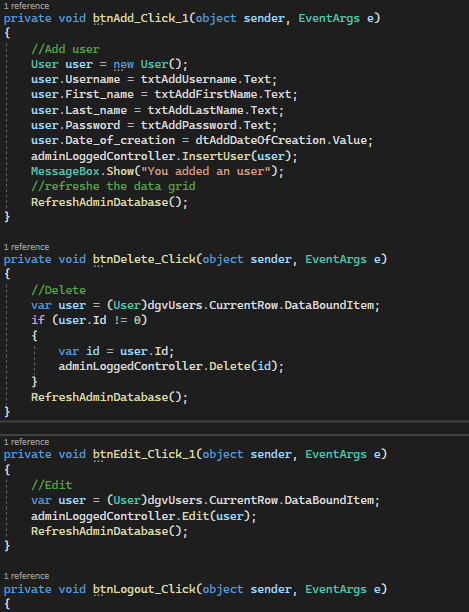 1 reference
private void btnAdd_Click_1(object sender, EventArgs e)
{
//Add user
User user = new User();
user.Username = txtAddUsername.Text;
user.First_name = txtAddFirstName.Text;
user.Last_name = txtAddLastName.Text;
user.Password = txtAddPassword.Text;
user.Date_of_creation = dtAddDateOfCreation.Value;
adminLoggedController.InsertUser(user);
MessageBox.Show("You added an user");
//refreshe the data grid
RefreshAdminDatabase();
}
1 reference
private void btnDelete_Click(object sender, EventArgs e)
{
//Delete
var user = (User)dgvUsers.CurrentRow.DataBoundItem;
if (user.Id != 0)
{
var id = user.Id;
adminLoggedController.Delete(id);
}
RefreshAdminDatabase();
}
1 reference
private void btnEdit_Click_1(object sender, EventArgs e)
{
//Edit
var user = (User)dgvUsers.CurrentRow.DataBoundItem;
adminLoggedController.Edit(user);
RefreshAdminDatabase();
}
1 reference
private void btnLogout_Click(object sender, EventArgs e)
{